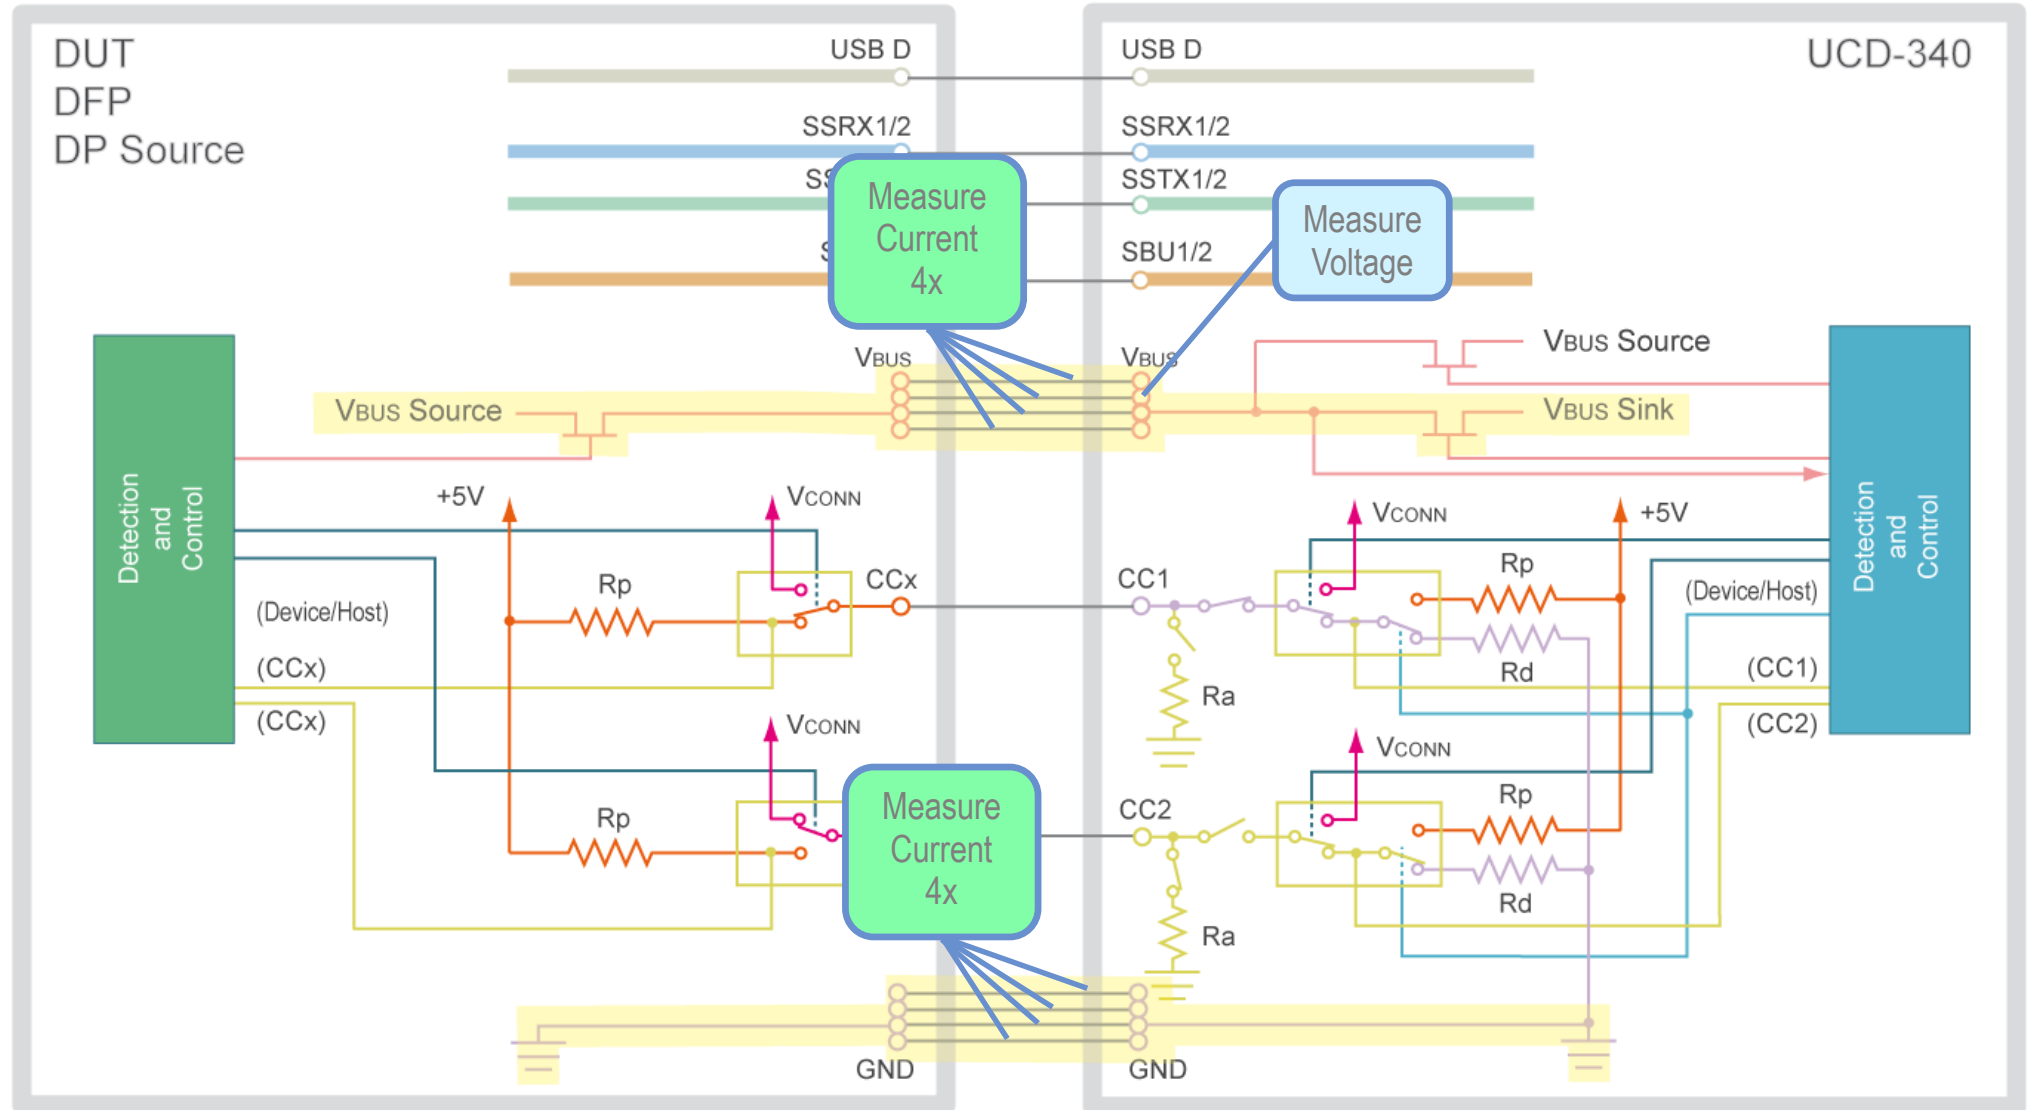 DUT
DFP
DP Source
UCD-340
USB D
USB D
SSRX1/2
SSRX1/2
SSTX1/2
SBU1/2
Measure
Current
4x
Measure
Voltage
VBUS
VBUS
VBUS Source
VBUS Source
VBUS Sink
Detection
and
Control
Detection
and
Control
+5V
VCONN
VCONN
+5V
Rp
CCx
CC1
Rp
(Device/Host)
(Device/Host)
(CCx)
Ra
Rd
(CC1)
(CCx)
(CC2)
VCONN
VCONN
Rp
CC2
Rp
Measure
Current
4x
Ra
Rd
GND
GND